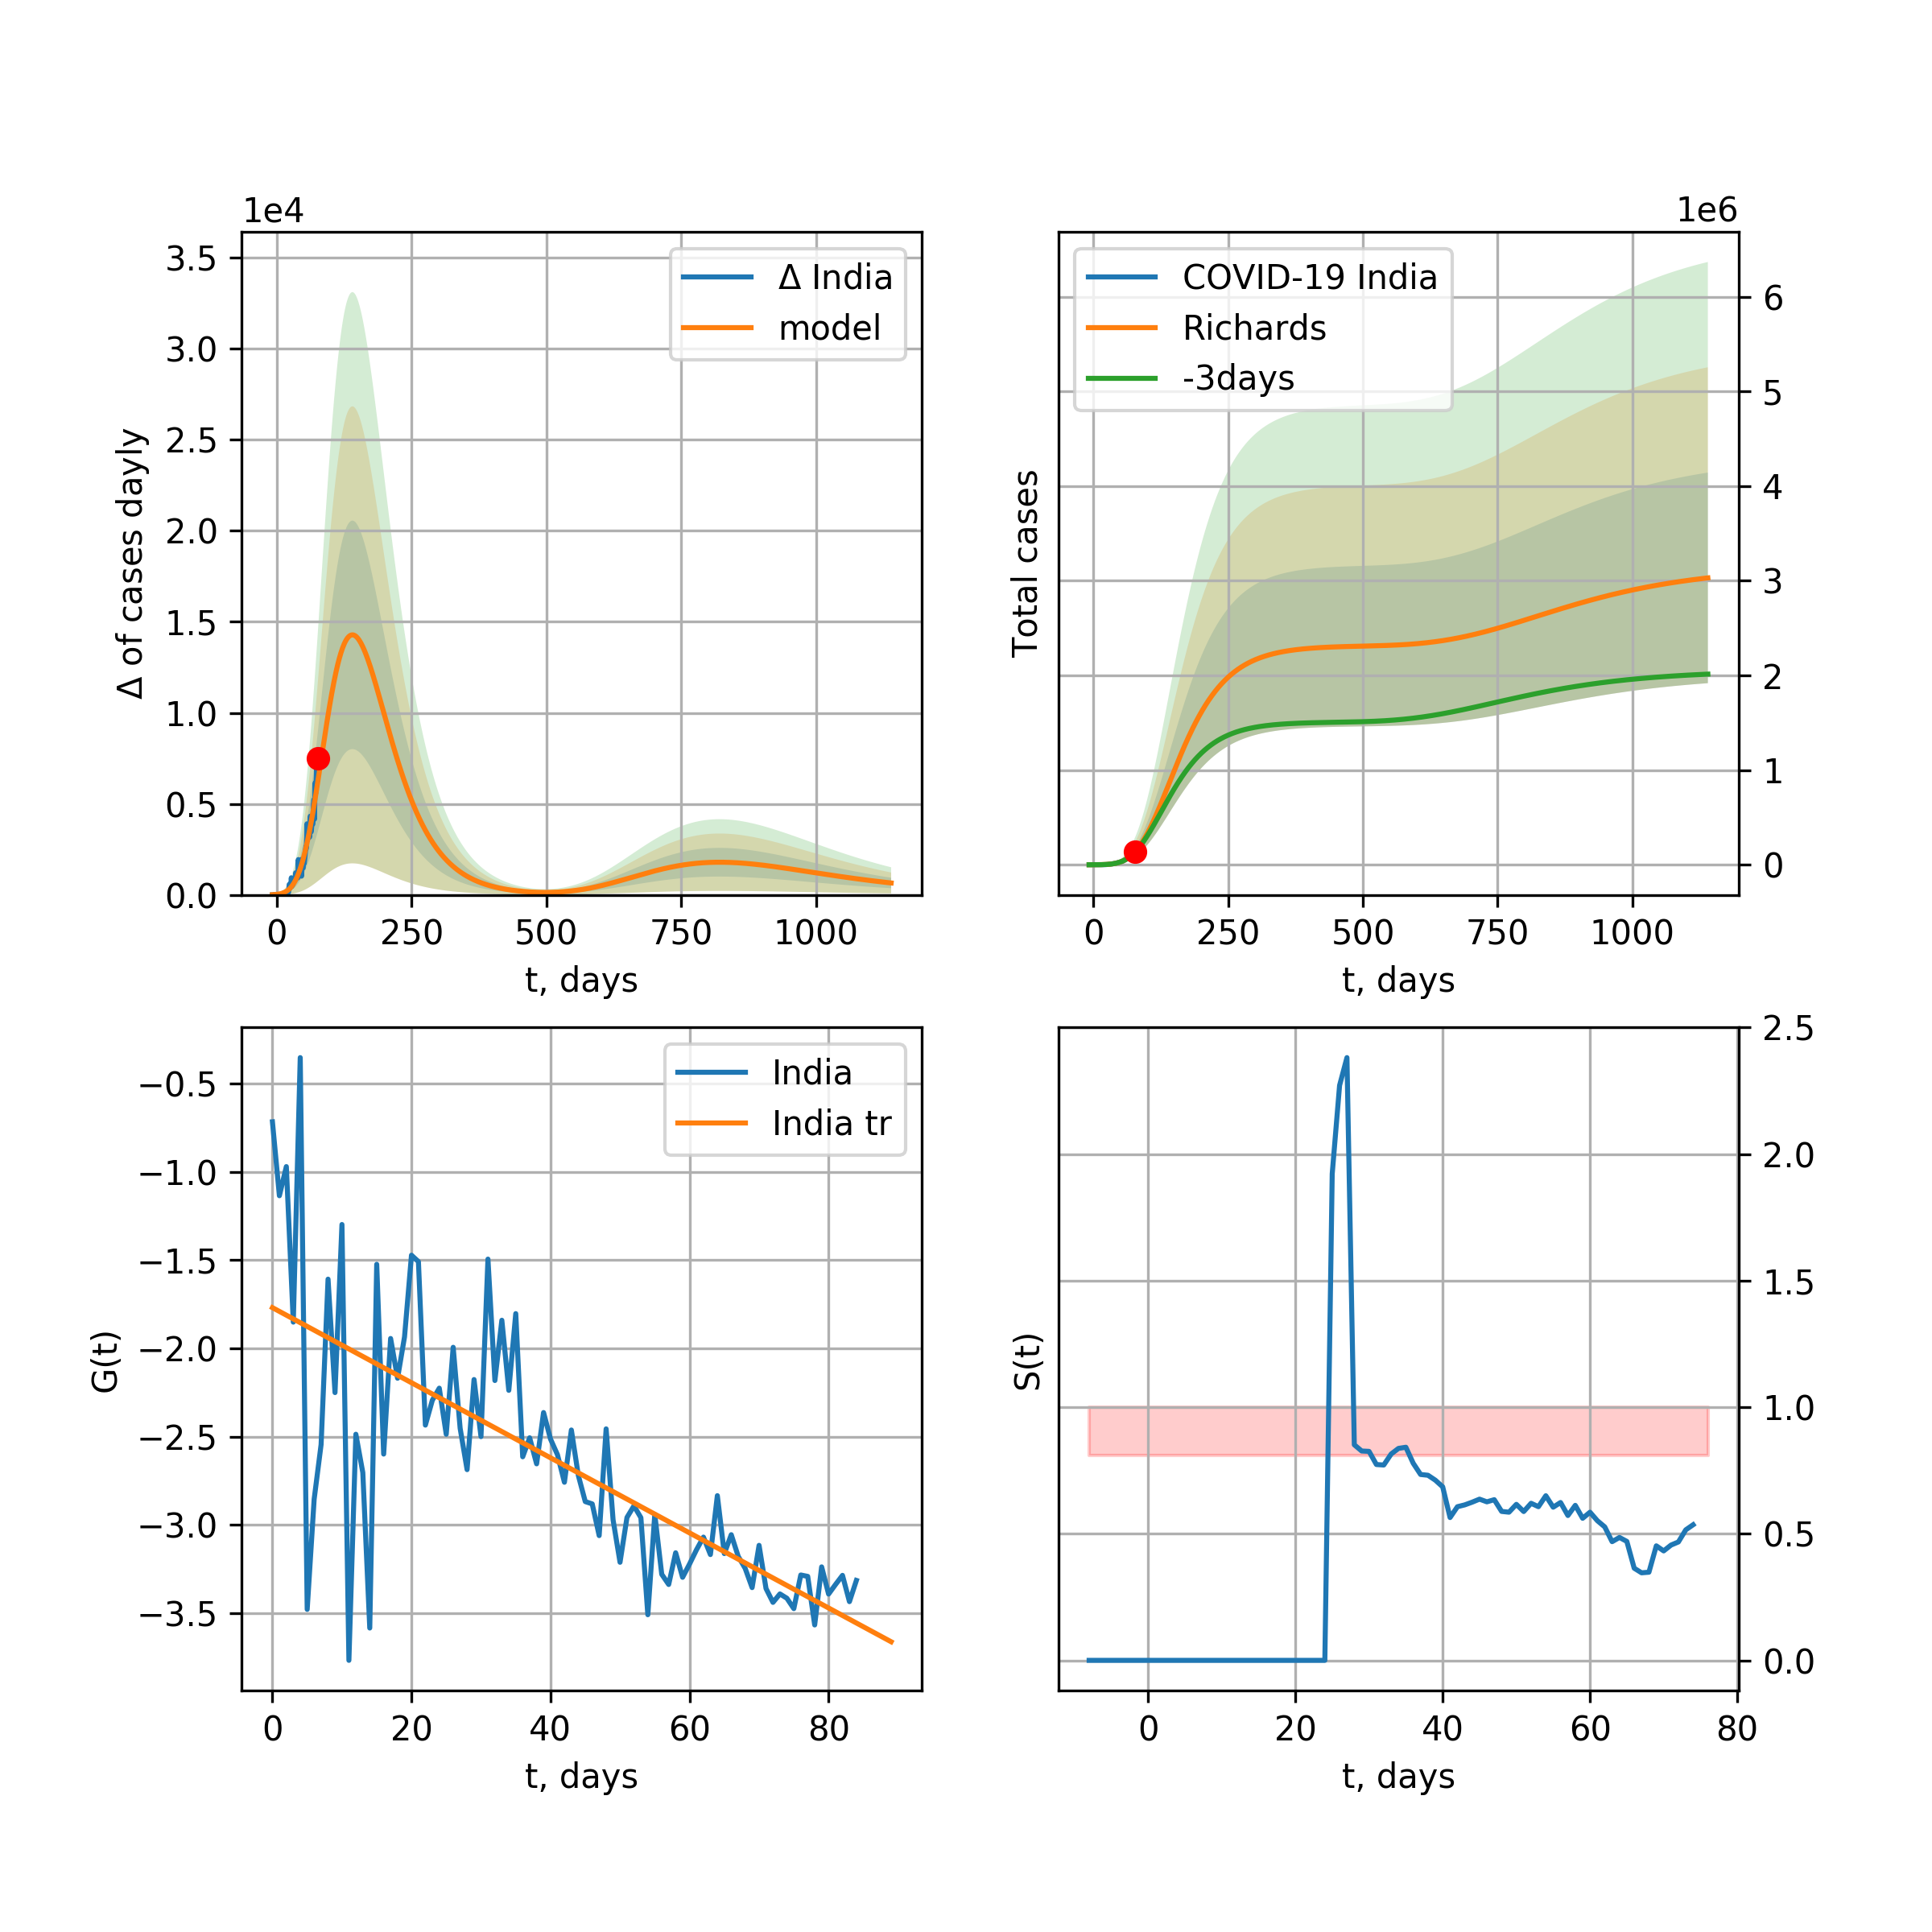 1e4
3.5
3.0
2.5
2.0
1.5
1.0
0.5
0.0
Δ of cases dayly
Δ India
model
0 250 500 750 1000
t, days
1e6
COVID-19 India
Richards
-3days
Total cases
6
5
4
3
2
1
0
0 250 500 750 1000
t, days
−0.5
−1.0
−1.5
−2.0
−2.5
−3.0
−3.5
G(t)
India
India tr
0 20 40 60 80
t, days
S(t)
2.5
2.0
1.5
1.0
0.5
0.0
0 20 40 60 80
t, days